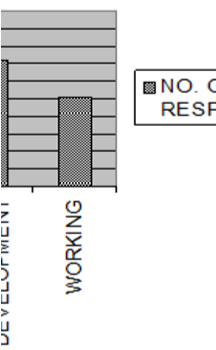 NO. O
RESP
DEVELOPMENT
WORKING